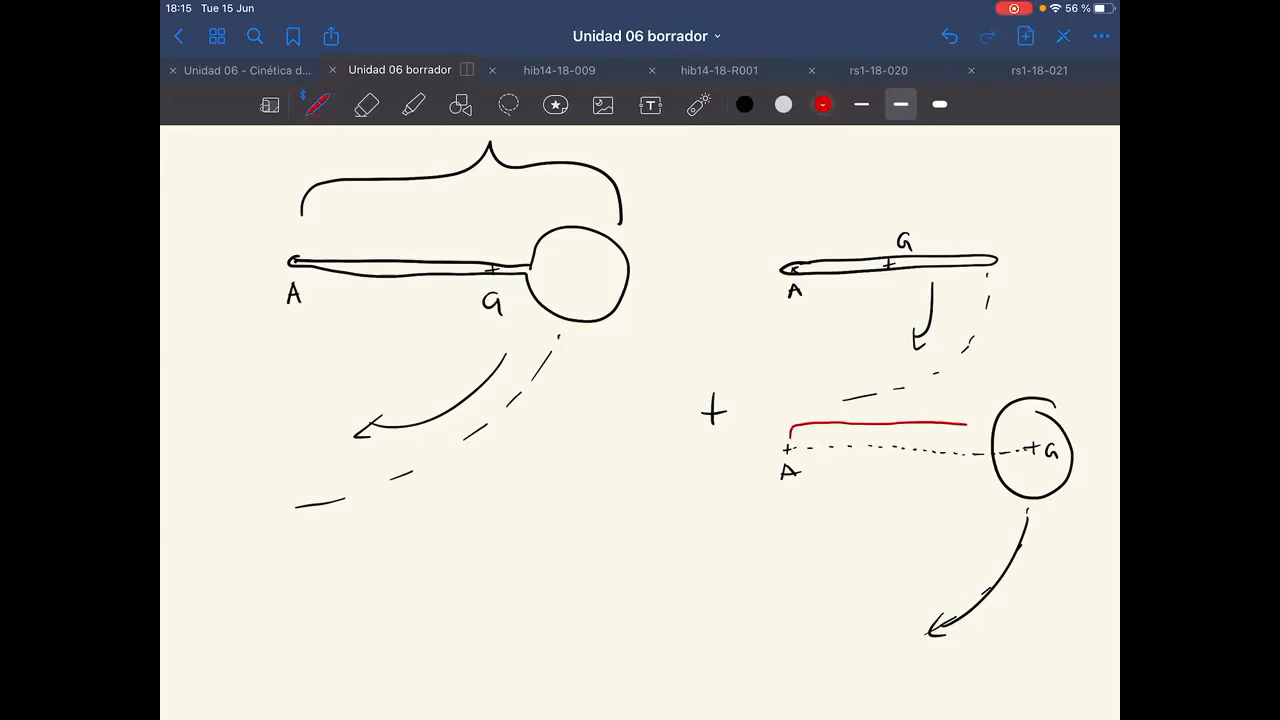 18:15 Tue 15 Jun 56 %
Unidad 06 borrador
Unidad 06 - Cinética d... Unidad 06 borrador hib14-18-009 hib14-18-R001 rs1-18-020 rs1-18-021
T
G
A
G
A
+
G
A